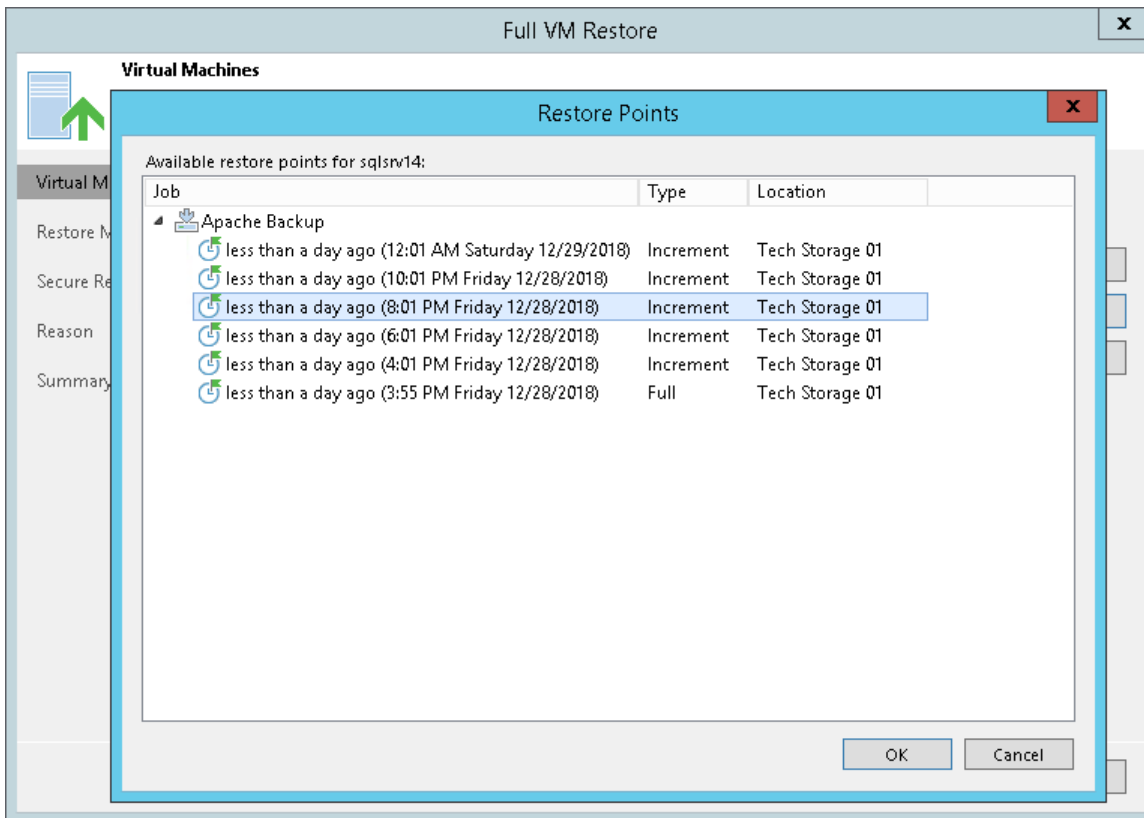 Full VM Restore
x
Virtual Machines
Restore Points
x
Available restore points for sqlsrv14:
Virtual M
Job Type Location
Apache Backup
Restore M
less than a day ago (12:01 AM Saturday 12/29/2018) Increment Tech Storage 01
Secure Re
less than a day ago (10:01 PM Friday 12/28/2018) Increment Tech Storage 01
less than a day ago (8:01 PM Friday 12/28/2018) Increment Tech Storage 01
Reason
less than a day ago (6:01 PM Friday 12/28/2018) Increment Tech Storage 01
less than a day ago (4:01 PM Friday 12/28/2018) Increment Tech Storage 01
Summary
less than a day ago (3:55 PM Friday 12/28/2018) Full Tech Storage 01
OK Cancel